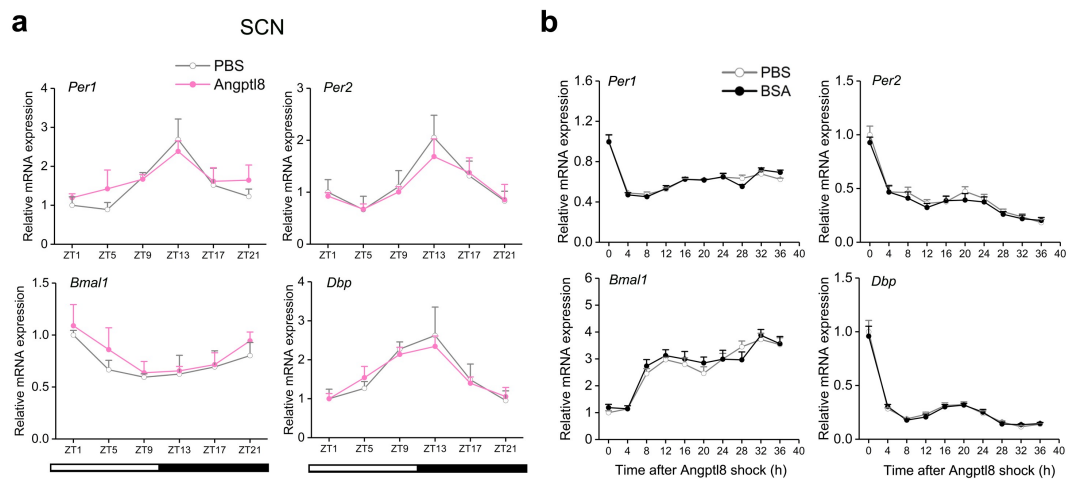 a
SCN
Per1
PBS
Angptl8
Relative mRNA expression
4
3
2
1
0
ZT1 ZT5 ZT9 ZT13 ZT17 ZT21
Per2
Relative mRNA expression
3
2
1
0
ZT1 ZT5 ZT9 ZT13 ZT17 ZT21
Bmal1
Relative mRNA expression
1.5
1.0
0.5
0.0
ZT1 ZT5 ZT9 ZT13 ZT17 ZT21
Dbp
Relative mRNA expression
4
3
2
1
0
ZT1 ZT5 ZT9 ZT13 ZT17 ZT21
b
Per1
PBS
BSA
Relative mRNA expression
1.6
1.2
0.8
0.4
0.0
0 4 8 12 16 20 24 28 32 36 40
Per2
Relative mRNA expression
1.5
1.0
0.5
0.0
0 4 8 12 16 20 24 28 32 36 40
Bmal1
Relative mRNA expression
6
5
4
3
2
1
0
0 4 8 12 16 20 24 28 32 36 40
Time after Angptl8 shock (h)
Dbp
Relative mRNA expression
1.5
1.0
0.5
0.0
0 4 8 12 16 20 24 28 32 36 40
Time after Angptl8 shock (h)